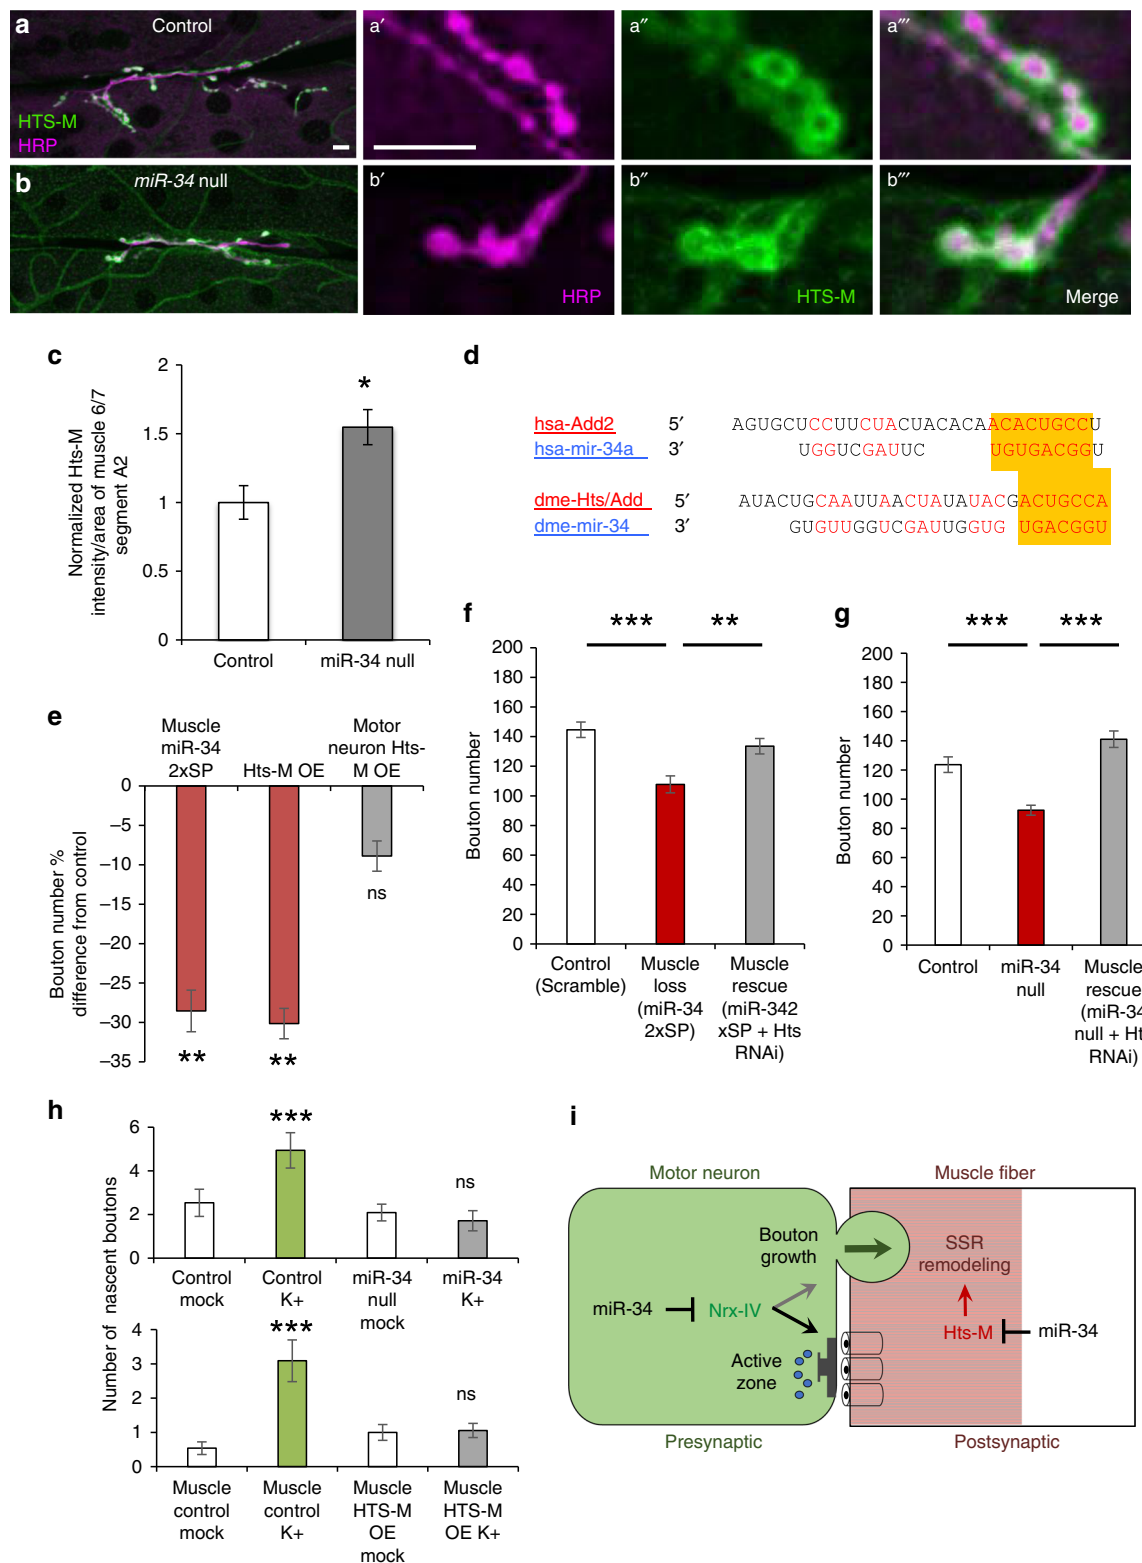 a
Control
HTS-M
HRP
a′
a″
a‴
b
miR-34 null
b′
HRP
b″
HTS-M
b‴
Merge
c
Normalized Hts-M
intensity/area of muscle 6/7
segment A2
2
1.5
1
0.5
0
*
Control
miR-34 null
d
hsa-Add2 5′ AGUGCUCCUUCUACUACACAACACUGCCU
hsa-mir-34a 3′ UGGUCGAUUC UGUGACGGU
dme-Hts/Add 5′ AUACUGCAAUUAACUAUAUACGACUGCCA
dme-mir-34 3′ GUGUUGGUCGAUUGGUG UGACGGU
e
Muscle
miR-34
2xSP
Hts-M OE
Motor
neuron Hts-
M OE
Bouton number %
difference from control
0
−5
−10
−15
−20
−25
−30
−35
**
**
ns
f
*** **
Bouton number
200
180
160
140
120
100
80
60
40
20
0
Control
(Scramble)
Muscle
loss
(miR-34
2xSP)
Muscle
rescue
(miR-342
xSP + Hts
RNAi)
g
*** ***
Bouton number
200
180
160
140
120
100
80
60
40
20
0
Control
miR-34
null
Muscle
rescue
(miR-34
null + Ht
RNAi)
h
Number of nascent boutons
6
4
2
0
***
ns
Control
mock
Control
K+
miR-34
null
mock
miR-34
K+
4
3
2
1
0
***
ns
Muscle
control
mock
Muscle
control
K+
Muscle
HTS-M
OE
mock
Muscle
HTS-M
OE K+
i
Motor neuron
Muscle fiber
Bouton
growth
SSR
remodeling
miR-34
Nrx-IV
Hts-M
miR-34
Active
zone
Presynaptic
Postsynaptic